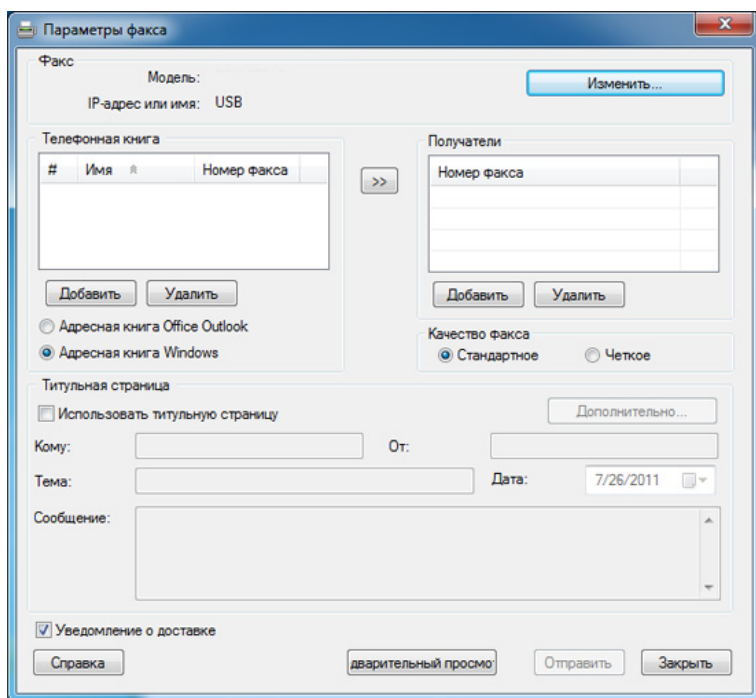 Параметры факса
Факс
Модель:
Изменить...
IP-адрес или имя: USB
Телефонная книга
Получатели
# Имя Номер факса
>>
Номер факса
Добавить Удалить
Добавить Удалить
Адресная книга Office Outlook
Адресная книга Windows
Качество факса
Стандартное Четкое
Титульная страница
Использовать титульную страницу
Дополнительно...
Кому: От:
Тема: Дата: 7/26/2011
Сообщение:
Уведомление о доставке
Справка дварительный просмо Отправить Закрыть